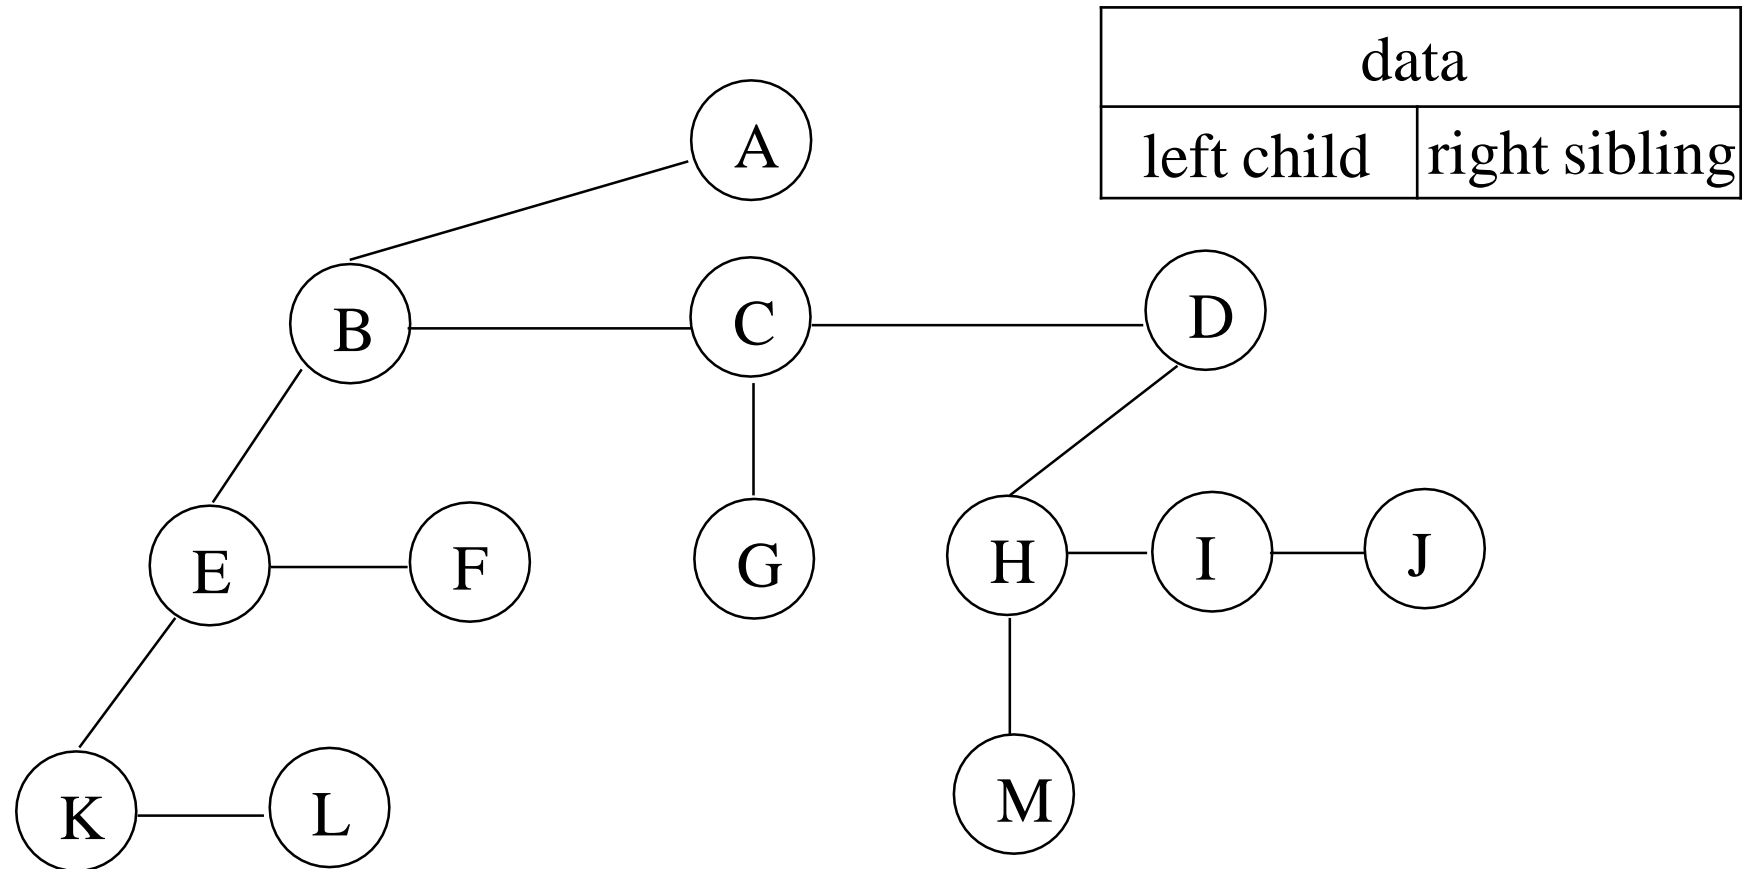 data
left child right sibling
A
B C D
E F G H I J
K L M